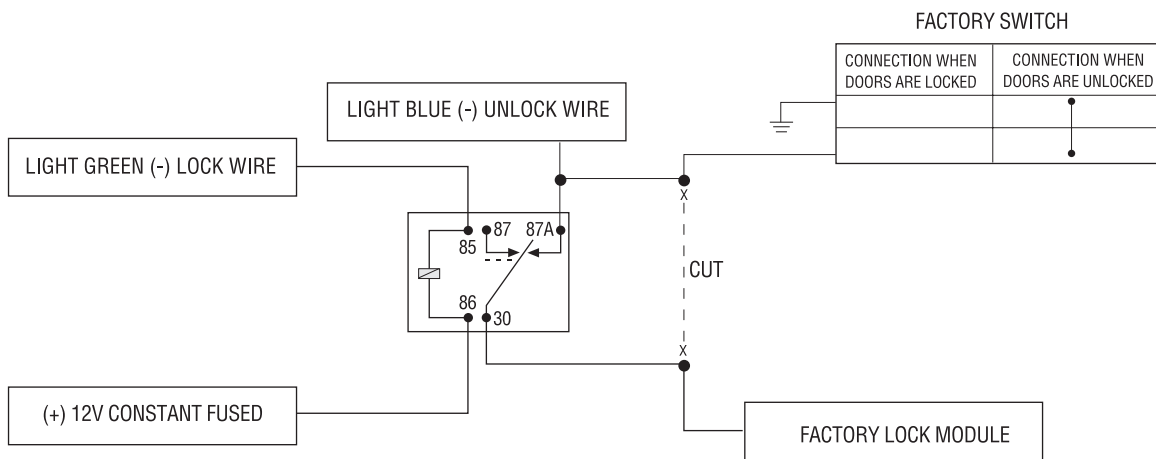 FACTORY SWITCH
CONNECTION WHEN
DOORS ARE LOCKED
CONNECTION WHEN
DOORS ARE UNLOCKED
LIGHT BLUE (-) UNLOCK WIRE
LIGHT GREEN (-) LOCK WIRE
87
87A
85
X
CUT
86
30
X
(+) 12V CONSTANT FUSED
FACTORY LOCK MODULE